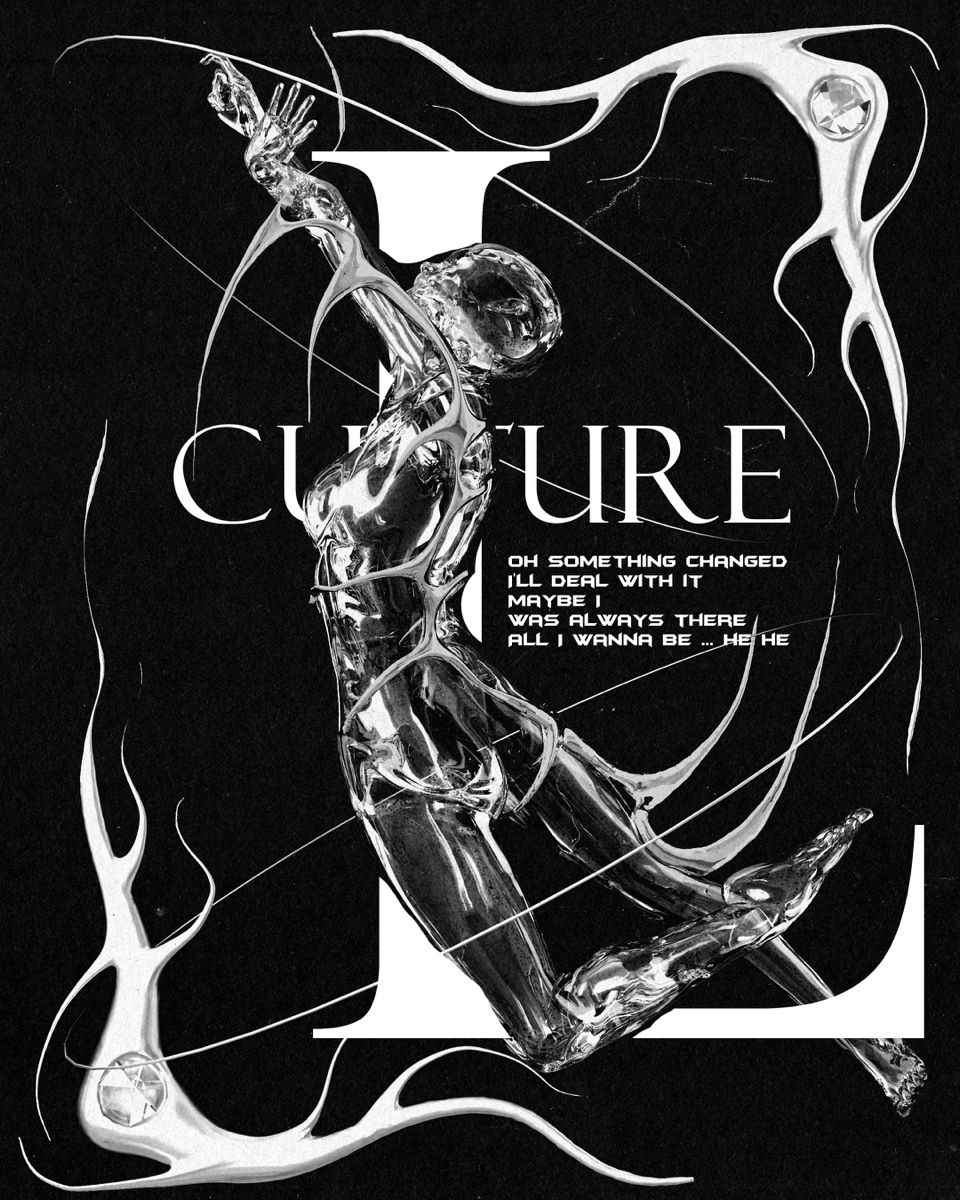 CULTURE
OH SOMETHING CHANGED
I'LL DEAL WITH IT
MAYBE I
WAS ALWAYS THERE
ALL I WANNA BE ... HE HE